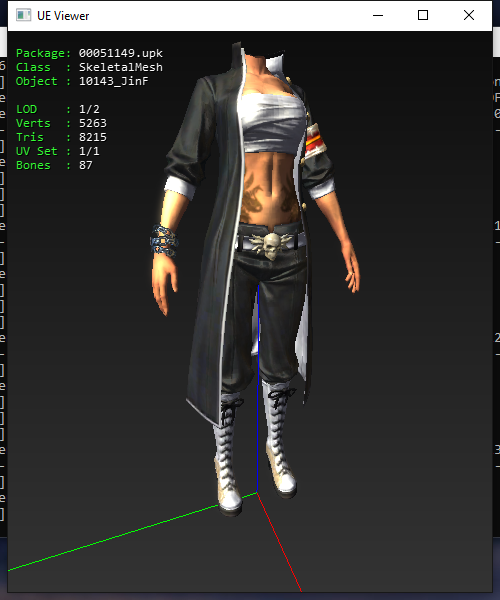 UE Viewer
Package: 00051149.upk
Class : SkeletalMesh
Object : 10143_JinF
LOD : 1/2
Verts : 5263
Tris : 8215
UV Set : 1/1
Bones : 87